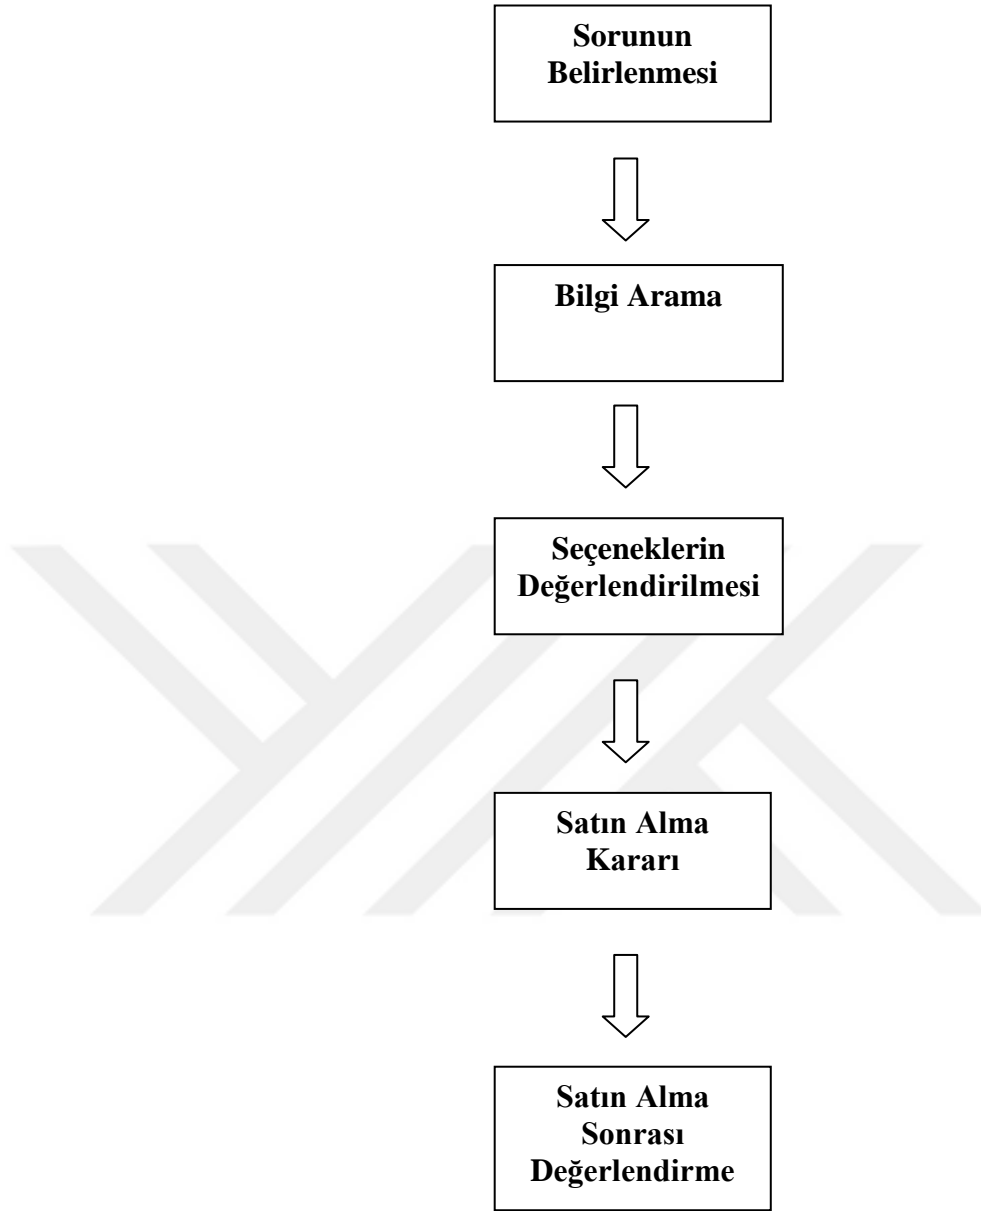 Sorunun
Belirlenmesi
Bilgi Arama
Seçeneklerin
Değerlendirilmesi
Satın Alma
Kararı
Satın Alma
Sonrası
Değerlendirme